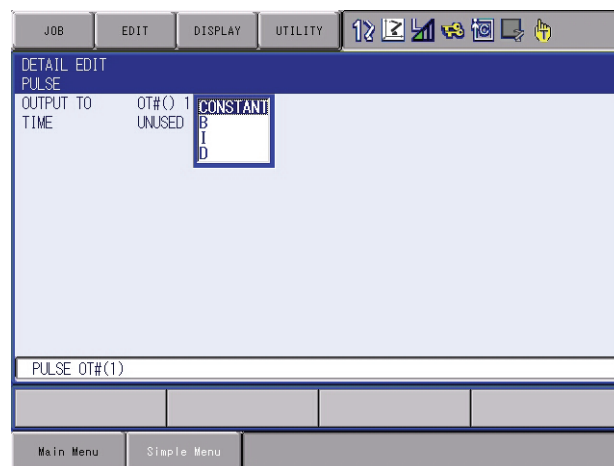 JOB EDIT DISPLAY UTILITY
DETAIL EDIT
PULSE
OUTPUT TO OT#() 1
TIME UNUSED
CONSTANT
B
I
D
PULSE OT#(1)
Main Menu Simple Menu